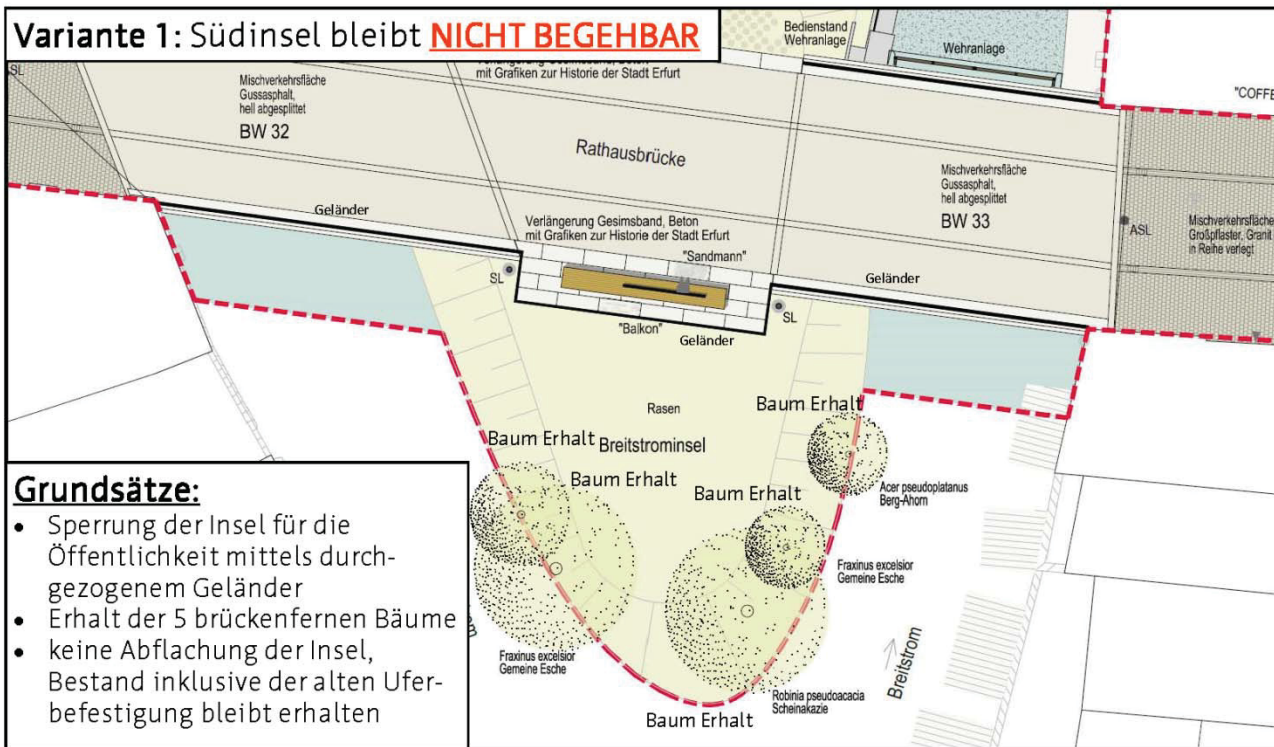 Variante 1: Südinsel bleibt NICHT BEGEHBAR
Bedienstand
Wehranlage
Wehranlage
SL
Verlängerung Gesimsband, Beton
mit Grafiken zur Historie der Stadt Erfurt
"COFFE
Mischverkehrsfläche
Gussasphalt,
hell abgesplittet
BW 32
Rathausbrücke
Mischverkehrsfläche
Gussasphalt,
hell abgesplittet
BW 33
Geländer
Verlängerung Gesimsband, Beton
mit Grafiken zur Historie der Stadt Erfurt
"Sandmann"
ASL
Mischverkehrsfläche
Großpflaster, Granit
in Reihe verlegt
SL
Geländer
"Balkon"
SL
Geländer
Rasen
Baum Erhalt
Baum Erhalt
Breitstrominsel
Baum Erhalt
Baum Erhalt
Acer pseudoplatanus
Berg-Ahorn
Fraxinus excelsior
Gemeine Esche
Grundsätze:
• Sperrung der Insel für die
Öffentlichkeit mittels durch-
gezogenem Geländer
• Erhalt der 5 brückenfernen Bäume
• keine Abflachung der Insel,
Bestand inklusive der alten Ufer-
befestigung bleibt erhalten
Fraxinus excelsior
Gemeine Esche
Robinia pseudoacacia
Scheinakazie
Baum Erhalt
Breitstrom